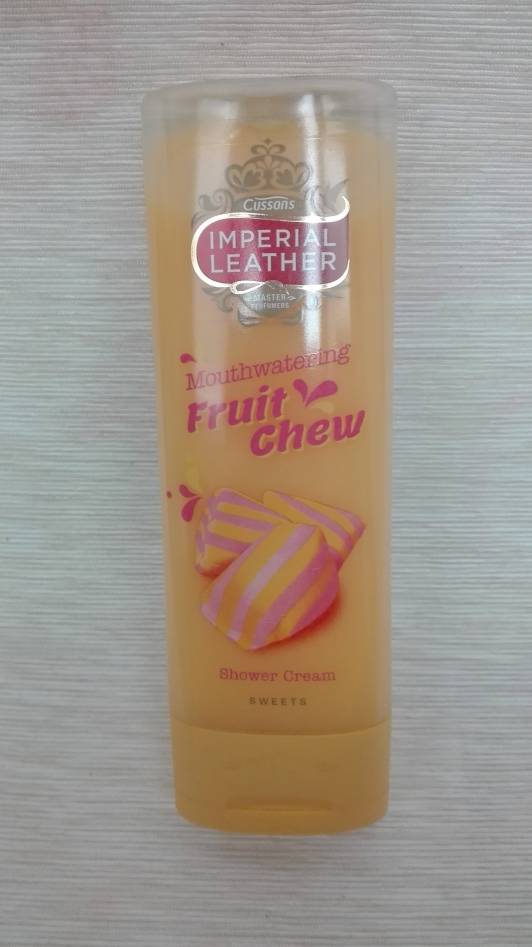 Cussons
IMPERIAL
LEATHER
MASTER
PERFUMERS
Mouthwatering
Fruit
Chew
Shower Cream
SWEETS